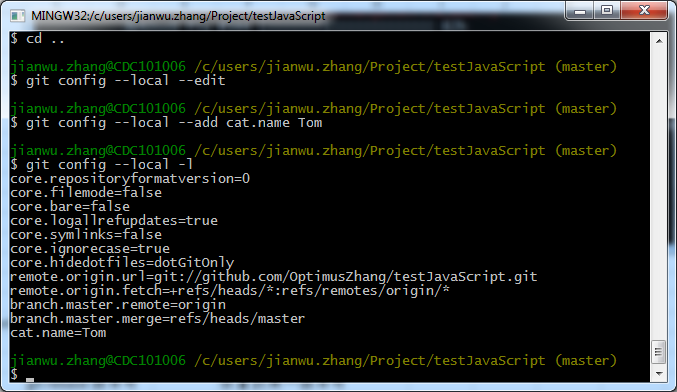 MINGW32:/c/users/jianwu.zhang/Project/testJavaScript
$ cd ..
jianwu.zhang@CDC101006 /c/users/jianwu.zhang/Project/testJavaScript (master)
$ git config --local --edit
jianwu.zhang@CDC101006 /c/users/jianwu.zhang/Project/testJavaScript (master)
$ git config --local --add cat.name Tom
jianwu.zhang@CDC101006 /c/users/jianwu.zhang/Project/testJavaScript (master)
$ git config --local -l
core.repositoryformatversion=0
core.filemode=false
core.bare=false
core.logallrefupdates=true
core.symlinks=false
core.ignorecase=true
core.hidedotfiles=dotGitOnly
remote.origin.url=git://github.com/OptimusZhang/testJavaScript.git
remote.origin.fetch=+refs/heads/*:refs/remotes/origin/*
branch.master.remote=origin
branch.master.merge=refs/heads/master
cat.name=Tom
jianwu.zhang@CDC101006 /c/users/jianwu.zhang/Project/testJavaScript (master)
$